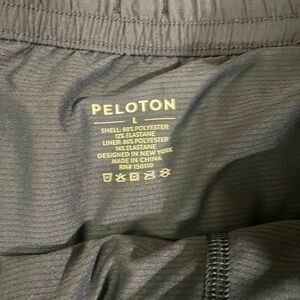 PELOTON
L
SHELL: 88% POLYESTER
12% ELASTANE
LINER: 86% POLYESTER
14% ELASTANE
DESIGNED IN NEW YORK
MADE IN CHINA
RN# 150110